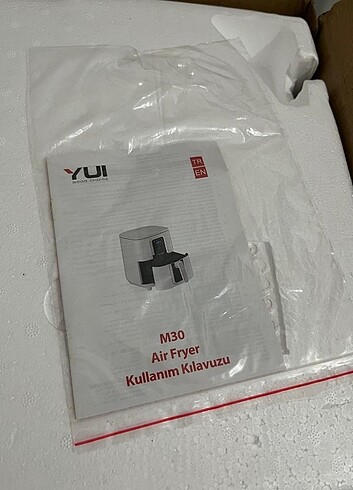 YUI
TR
EN
M30
Air Fryer
Kullanım Kılavuzu